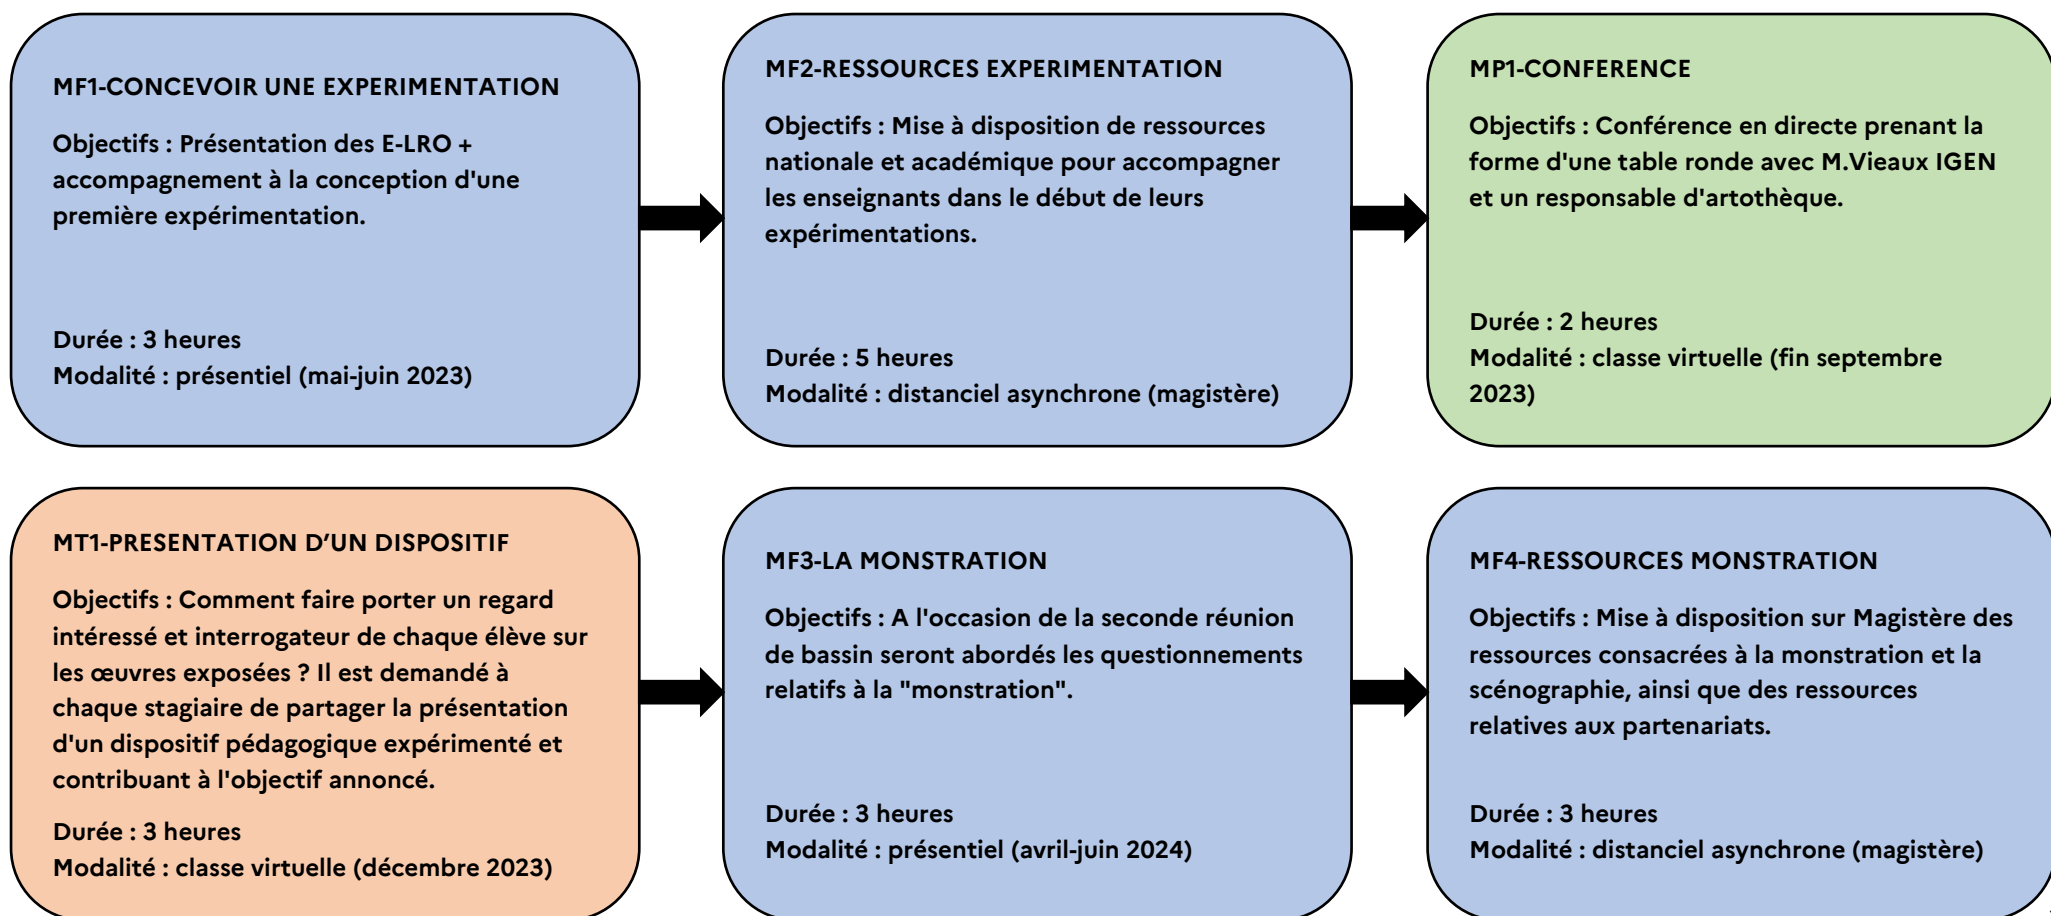 MF1-CONCEVOIR UNE EXPERIMENTATION
Objectifs : Présentation des E-LRO +
accompagnement à la conception d'une
première expérimentation.
Durée : 3 heures
Modalité : présentiel (mai-juin 2023)
MF2-RESSOURCES EXPERIMENTATION
Objectifs : Mise à disposition de ressources
nationale et académique pour accompagner
les enseignants dans le début de leurs
expérimentations.
Durée : 5 heures
Modalité : distanciel asynchrone (magistère)
MP1-CONFERENCE
Objectifs : Conférence en directe prenant la
forme d'une table ronde avec M.Vieaux IGEN
et un responsable d'artothèque.
Durée : 2 heures
Modalité : classe virtuelle (fin septembre
2023)
MT1-PRESENTATION D’UN DISPOSITIF
Objectifs : Comment faire porter un regard
intéressé et interrogateur de chaque élève sur
les œuvres exposées ? Il est demandé à
chaque stagiaire de partager la présentation
d'un dispositif pédagogique expérimenté et
contribuant à l'objectif annoncé.
Durée : 3 heures
Modalité : classe virtuelle (décembre 2023)
MF3-LA MONSTRATION
Objectifs : A l'occasion de la seconde réunion
de bassin seront abordés les questionnements
relatifs à la "monstration".
Durée : 3 heures
Modalité : présentiel (avril-juin 2024)
MF4-RESSOURCES MONSTRATION
Objectifs : Mise à disposition sur Magistère des
ressources consacrées à la monstration et la
scénographie, ainsi que des ressources
relatives aux partenariats.
Durée : 3 heures
Modalité : distanciel asynchrone (magistère)